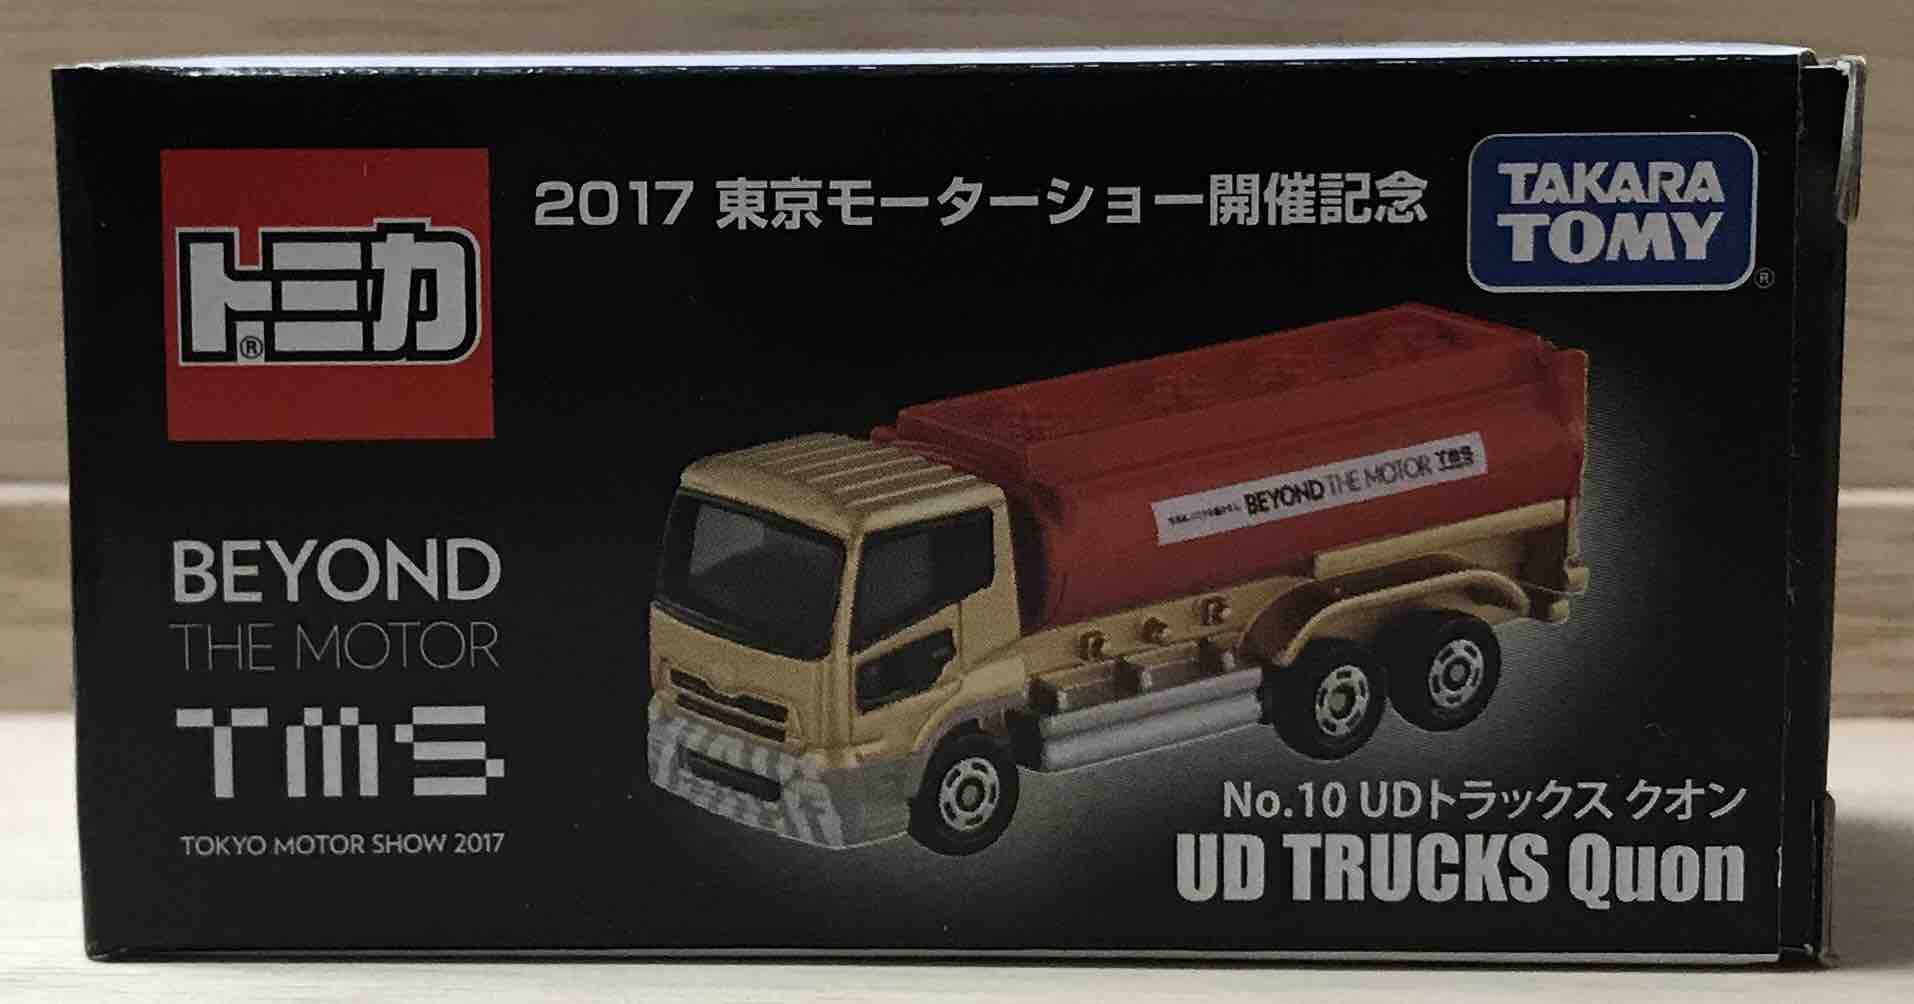 トミカ
®
2017 東京モーターショー開催記念
TAKARA
TOMY
®
BEYOND THE MOTOR TMS
BEYOND
THE MOTOR
TMS
TOKYO MOTOR SHOW 2017
No.10 UDトラックス クオン
UD TRUCKS Quon